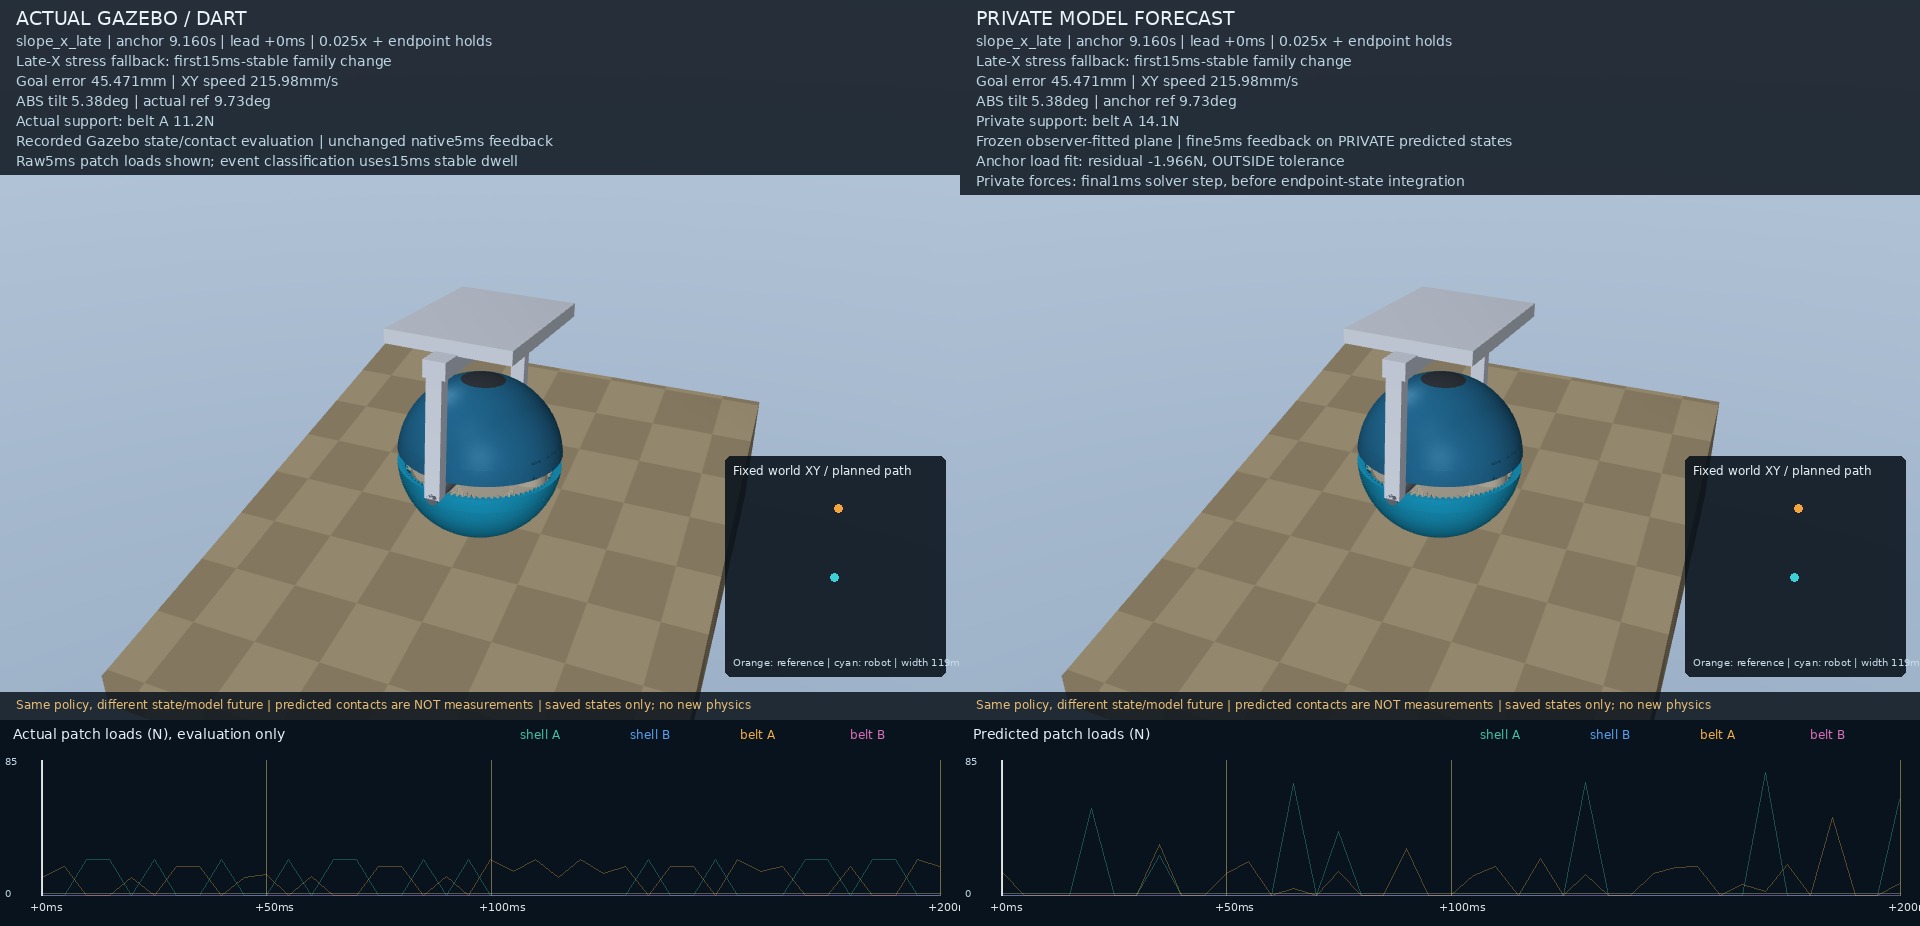 ACTUAL GAZEBO / DART
slope_x_late | anchor 9.160s | lead +0ms | 0.025x + endpoint holds
Late-X stress fallback: first15ms-stable family change
Goal error 45.471mm | XY speed 215.98mm/s
ABS tilt 5.38deg | actual ref 9.73deg
Actual support: belt A 11.2N
Recorded Gazebo state/contact evaluation | unchanged native5ms feedback
Raw5ms patch loads shown; event classification uses15ms stable dwell
Fixed world XY / planned path
Orange: reference | cyan: robot | width 119m
Same policy, different state/model future | predicted contacts are NOT measurements | saved states only; no new physics
Actual patch loads (N), evaluation only
shell A
shell B
belt A
belt B
85
0
+0ms
+50ms
+100ms
+200
PRIVATE MODEL FORECAST
slope_x_late | anchor 9.160s | lead +0ms | 0.025x + endpoint holds
Late-X stress fallback: first15ms-stable family change
Goal error 45.471mm | XY speed 215.98mm/s
ABS tilt 5.38deg | anchor ref 9.73deg
Private support: belt A 14.1N
Frozen observer-fitted plane | fine5ms feedback on PRIVATE predicted states
Anchor load fit: residual -1.966N, OUTSIDE tolerance
Private forces: final1ms solver step, before endpoint-state integration
Fixed world XY / planned path
Orange: reference | cyan: robot | width 119m
Same policy, different state/model future | predicted contacts are NOT measurements | saved states only; no new physics
Predicted patch loads (N)
shell A
shell B
belt A
belt B
85
0
+0ms
+50ms
+100ms
+200